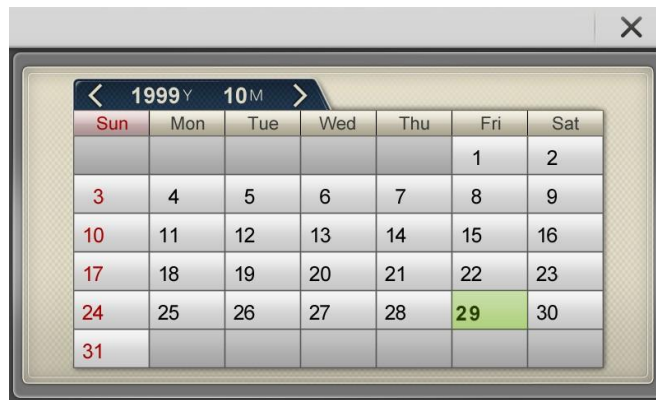 1999Y 10M
Sun Mon Tue Wed Thu Fri Sat
1 2
3 4 5 6 7 8 9
10 11 12 13 14 15 16
17 18 19 20 21 22 23
24 25 26 27 28 29 30
31